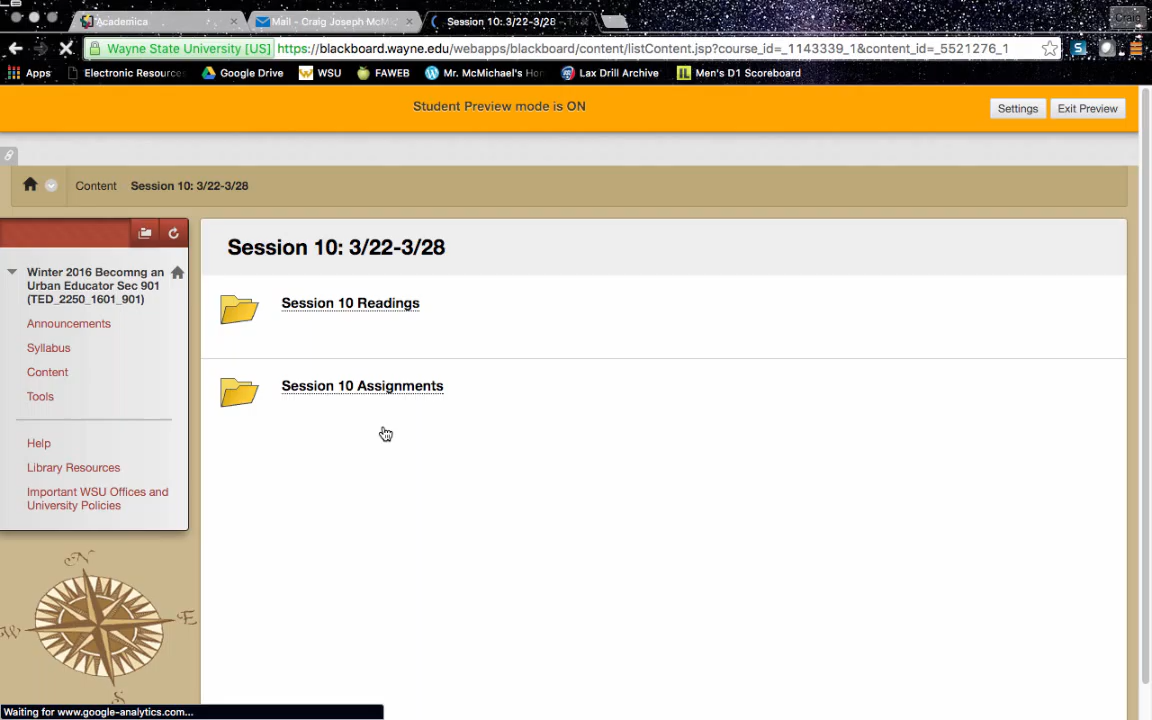 Academica
Mail - Craig Joseph McM
Session 10: 3/22-3/28
Craig
Wayne State University [US]
https://blackboard.wayne.edu/webapps/blackboard/content/listContent.jsp?course_id=_1143339_1&content_id=_5521276_1
Apps
Electronic Resource
Google Drive
WSU
FAWEB
Mr. McMichael's Ho
Lax Drill Archive
Men's D1 Scoreboard
Student Preview mode is ON
Settings
Exit Preview
Content
Session 10: 3/22-3/28
Winter 2016 Becomng an
Urban Educator Sec 901
(TED_2250_1601_901)
Announcements
Syllabus
Content
Tools
Help
Library Resources
Important WSU Offices and
University Policies
Session 10: 3/22-3/28
Session 10 Readings
Session 10 Assignments
N
E
W
S
Waiting for www.google-analytics.com...